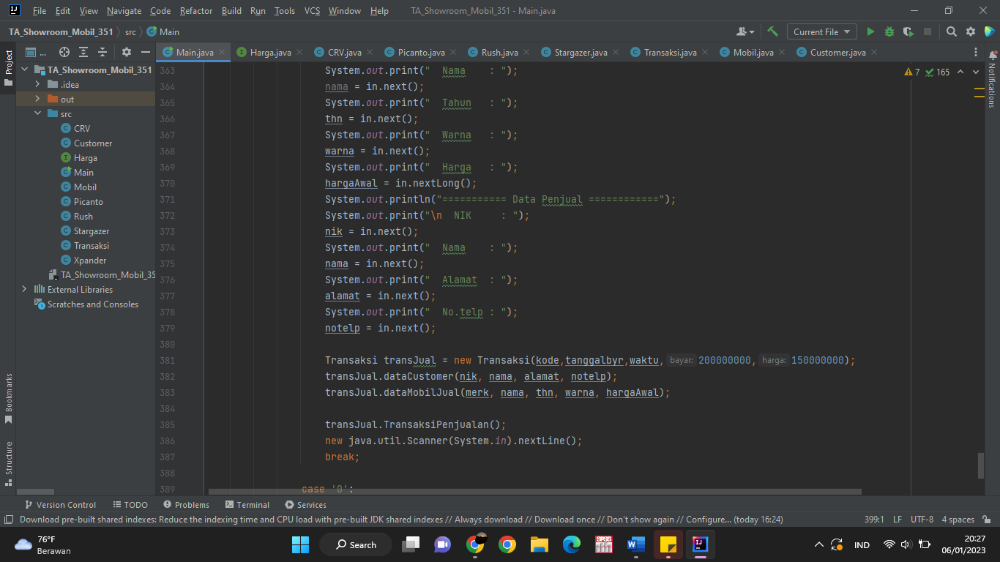 File Edit View Navigate Code Refactor Build Run Tools VCS Window Help TA_Showroom_Mobil_351 - Main.java
TA_Showroom_Mobil_351 src Main Current File
Project ... Main.java Harga.java CRV.java Picanto.java Rush.java Stargazer.java Transaksi.java Mobil.java Customer.java
TA_Showroom_Mobil_351
.idea
out
src
CRV
Customer
Harga
Main
Mobil
Picanto
Rush
Stargazer
Transaksi
Xpander
TA_Showroom_Mobil_35
External Libraries
Scratches and Consoles
Bookmarks
Structure
7 165
Notifications
363 System.out.print("  Nama    : ");
364 nama = in.next();
365 System.out.print("  Tahun   : ");
366 thn = in.next();
367 System.out.print("  Warna   : ");
368 warna = in.next();
369 System.out.print("  Harga   : ");
370 hargaAwal = in.nextLong();
371 System.out.println("=========== Data Penjual ============");
372 System.out.print("\n  NIK     : ");
373 nik = in.next();
374 System.out.print("  Nama    : ");
375 nama = in.next();
376 System.out.print("  Alamat  : ");
377 alamat = in.next();
378 System.out.print("  No.telp : ");
379 notelp = in.next();
380
381 Transaksi transJual = new Transaksi(kode,tanggalbyr,waktu, bayar: 200000000, harga: 150000000);
382 transJual.dataCustomer(nik, nama, alamat, notelp);
383 transJual.dataMobilJual(merk, nama, thn, warna, hargaAwal);
384
385 transJual.TransaksiPenjualan();
386 new java.util.Scanner(System.in).nextLine();
387 break;
388
389 case '0':
Version Control TODO Problems Terminal Services
Download pre-built shared indexes: Reduce the indexing time and CPU load with pre-built JDK shared indexes // Always download // Download once // Don't show again // Configure... (today 16:24) 399:1 LF UTF-8 4 spaces
76°F
Berawan
Search
SPSS
IND
20:27
06/01/2023